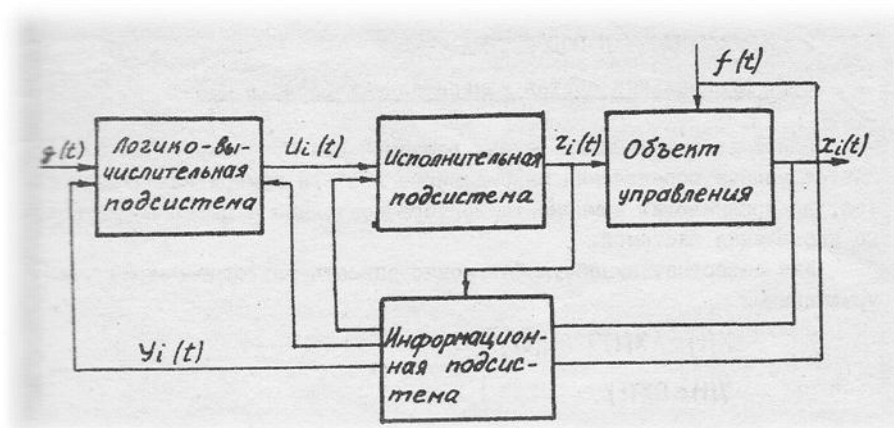 f(t)
g(t)
Логико-вы-
числительная
подсистема
Ui(t)
Исполнительная
подсистема
zi(t)
Объект
управления
xi(t)
yi(t)
Информацион-
ная подсис-
тема